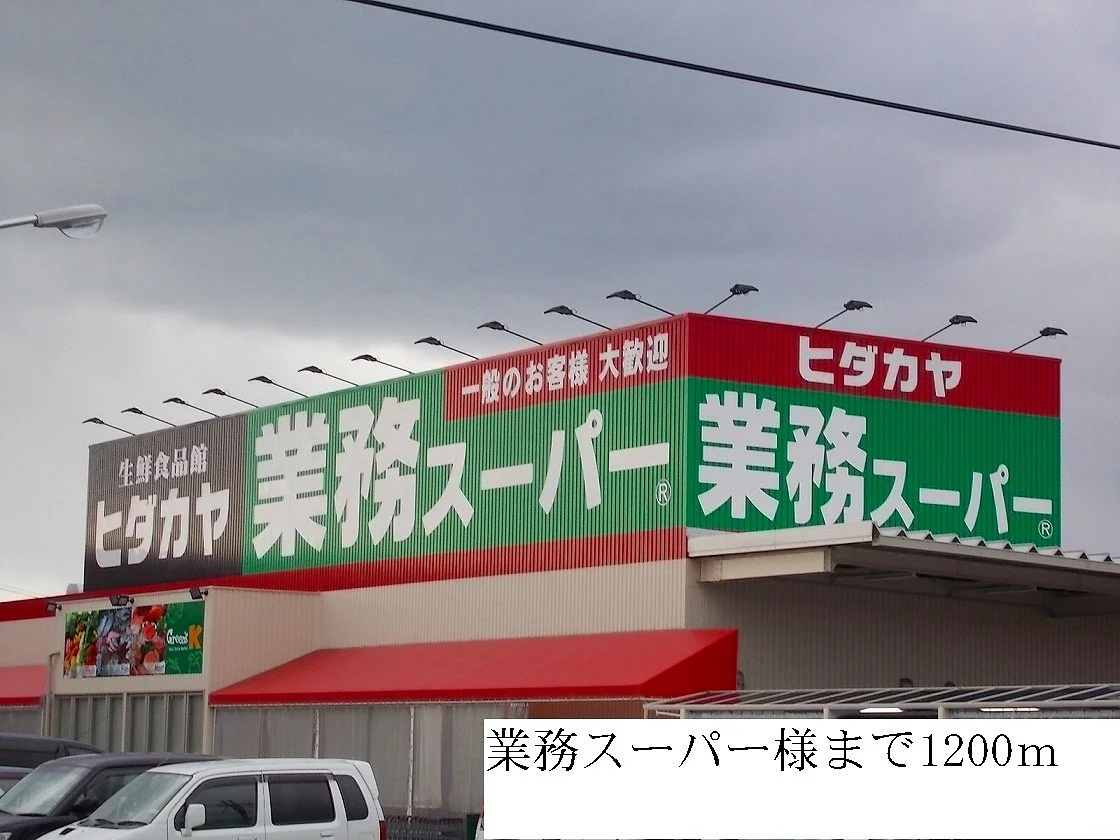 一般のお客様 大歓迎
ヒダカヤ
生鮮食品館
ヒダカヤ
業務スーパー®
業務スーパー®
Green's K
業務スーパー様まで1200m